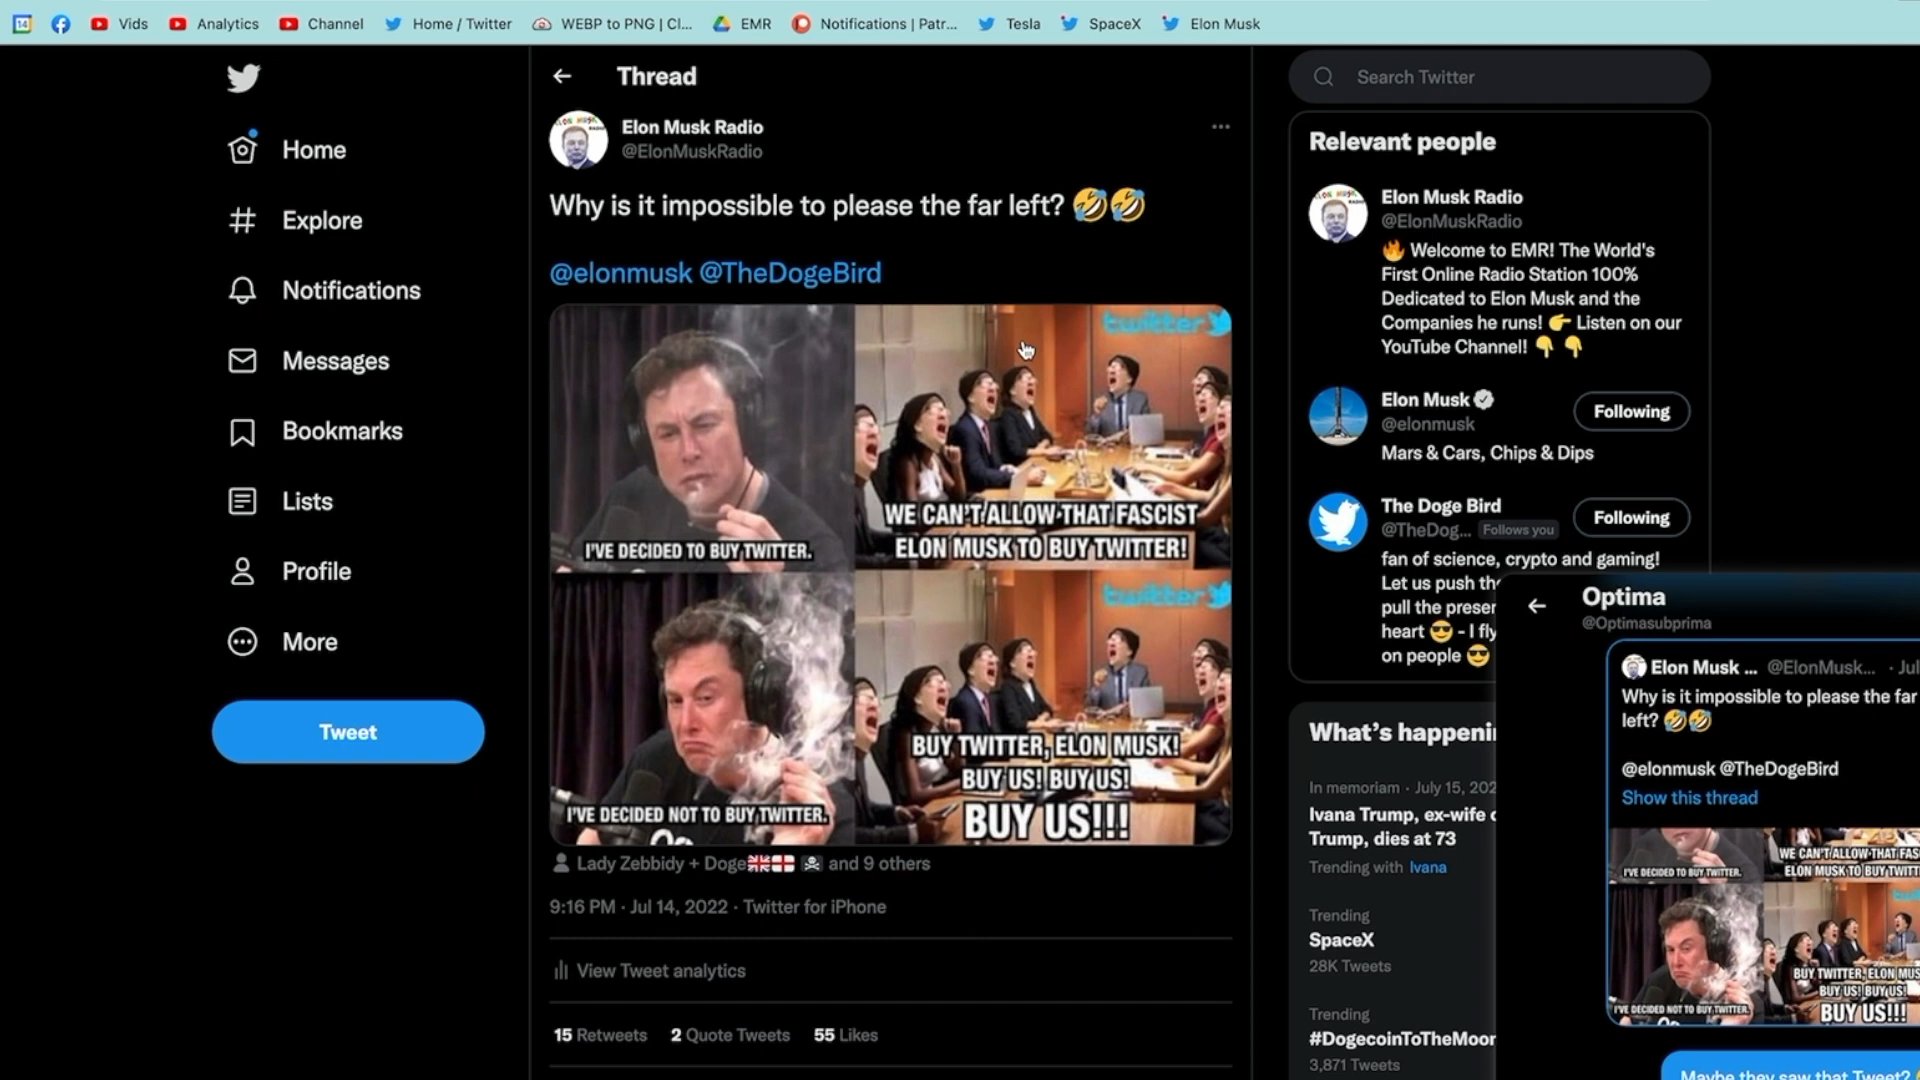 14
Vids
Analytics
Channel
Home / Twitter
WEBP to PNG | Cl...
EMR
Notifications | Patr...
Tesla
SpaceX
Elon Musk
Home
Explore
Notifications
Messages
Bookmarks
Lists
Profile
More
Tweet
Thread
Elon Musk Radio
@ElonMuskRadio
Why is it impossible to please the far left? 🤣🤣
@elonmusk @TheDogeBird
I'VE DECIDED TO BUY TWITTER.
twitter
WE CAN'T ALLOW THAT FASCIST
ELON MUSK TO BUY TWITTER!
I'VE DECIDED NOT TO BUY TWITTER.
twitter
BUY TWITTER, ELON MUSK!
BUY US! BUY US!
BUY US!!!
Lady Zebbidy + Doge🇬🇧🏴󠁧󠁢󠁥󠁮󠁧󠁿 ☠️ and 9 others
9:16 PM · Jul 14, 2022 · Twitter for iPhone
View Tweet analytics
15 Retweets 2 Quote Tweets 55 Likes
Search Twitter
Relevant people
Elon Musk Radio
@ElonMuskRadio
🔥 Welcome to EMR! The World's
First Online Radio Station 100%
Dedicated to Elon Musk and the
Companies he runs! 👉 Listen on our
YouTube Channel! 👇 👇
Elon Musk
@elonmusk
Following
Mars & Cars, Chips & Dips
The Doge Bird
@TheDog... Follows you
Following
fan of science, crypto and gaming!
Let us push the
pull the preser
heart 😎 - I fly
on people 😎
What's happeni
In memoriam · July 15, 202
Ivana Trump, ex-wife o
Trump, dies at 73
Trending with Ivana
Trending
SpaceX
28K Tweets
Trending
#DogecoinToTheMoon
3,871 Tweets
Optima
@Optimasubprima
Elon Musk ... @ElonMusk... · Jul
Why is it impossible to please the far
left? 🤣🤣
@elonmusk @TheDogeBird
Show this thread
I'VE DECIDED TO BUY TWITTER.
WE CAN'T ALLOW THAT FAS
ELON MUSK TO BUY TWITT
I'VE DECIDED NOT TO BUY TWITTER.
BUY TWITTER, ELON MUS
BUY US! BUY US!
BUY US!!!
Maybe they saw that Tweet?